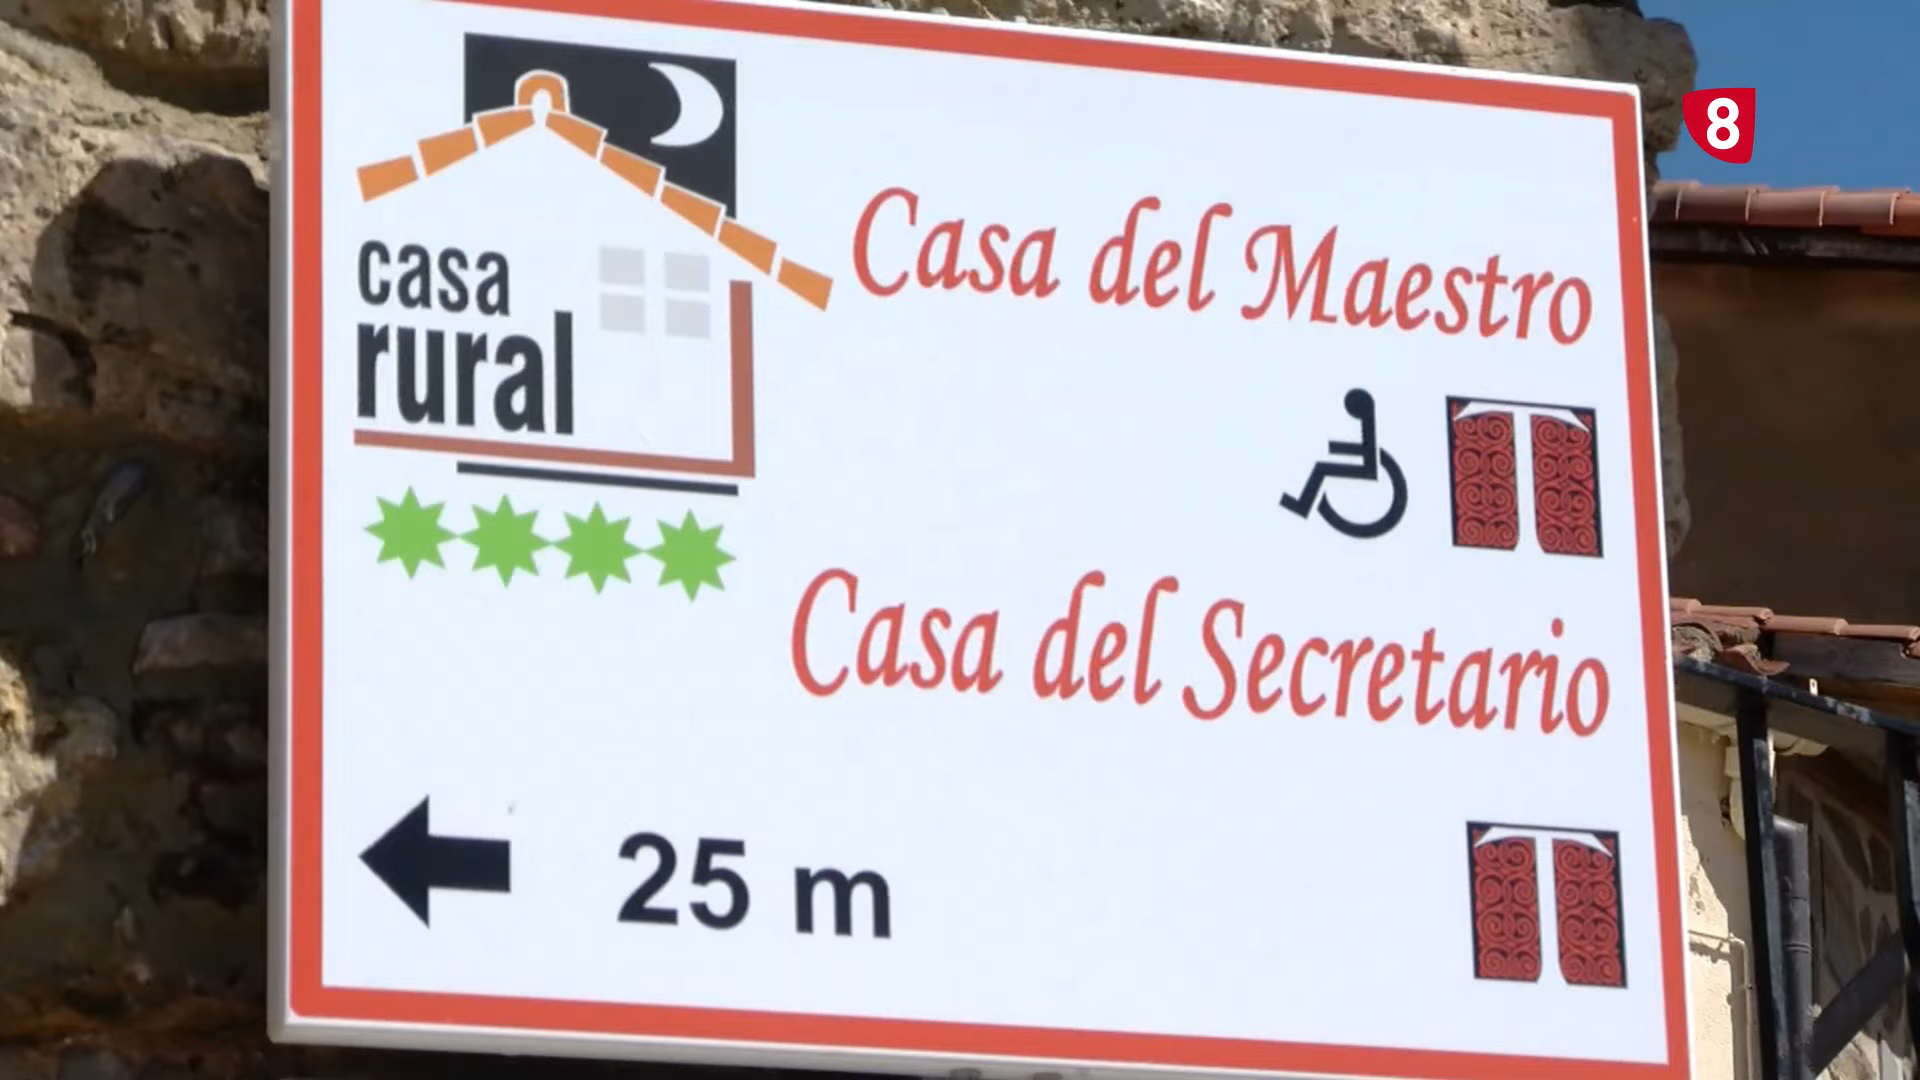 8
casa
rural
Casa del Maestro
Casa del Secretario
25 m